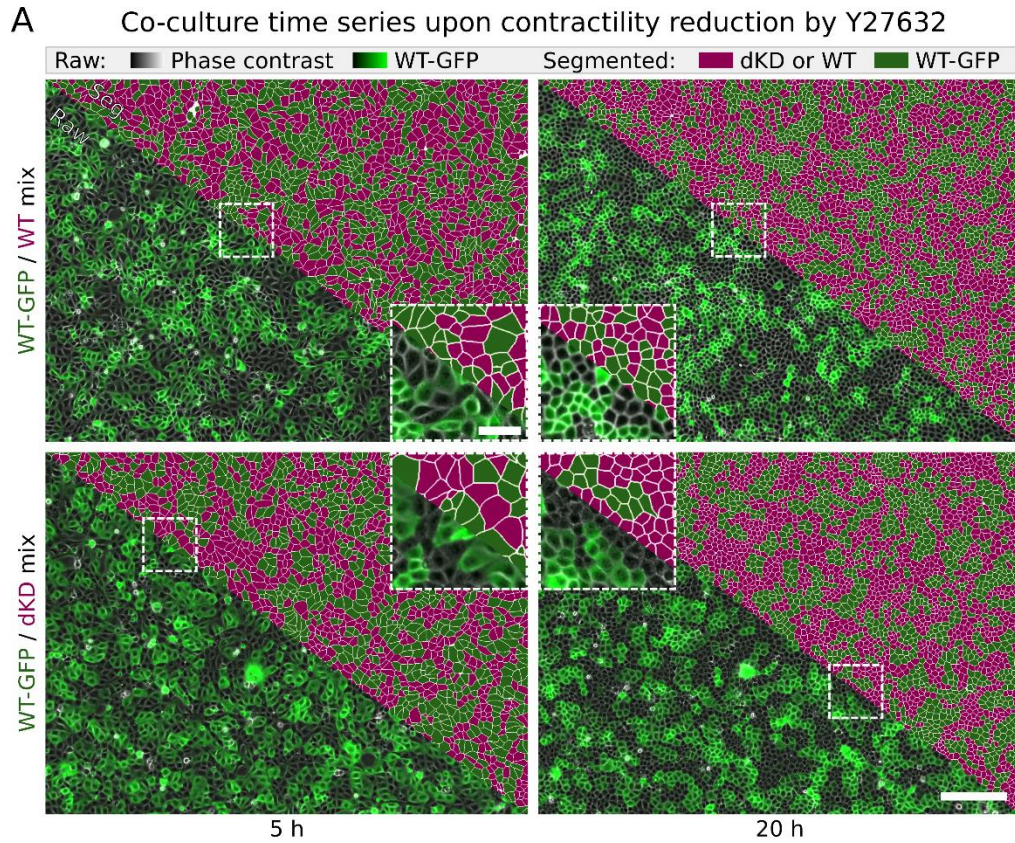 A Co-culture time series upon contractility reduction by Y27632
Raw: Phase contrast WT-GFP Segmented: dKD or WT WT-GFP
Seg
Raw
WT-GFP / WT mix
WT-GFP / dKD mix
5 h 20 h